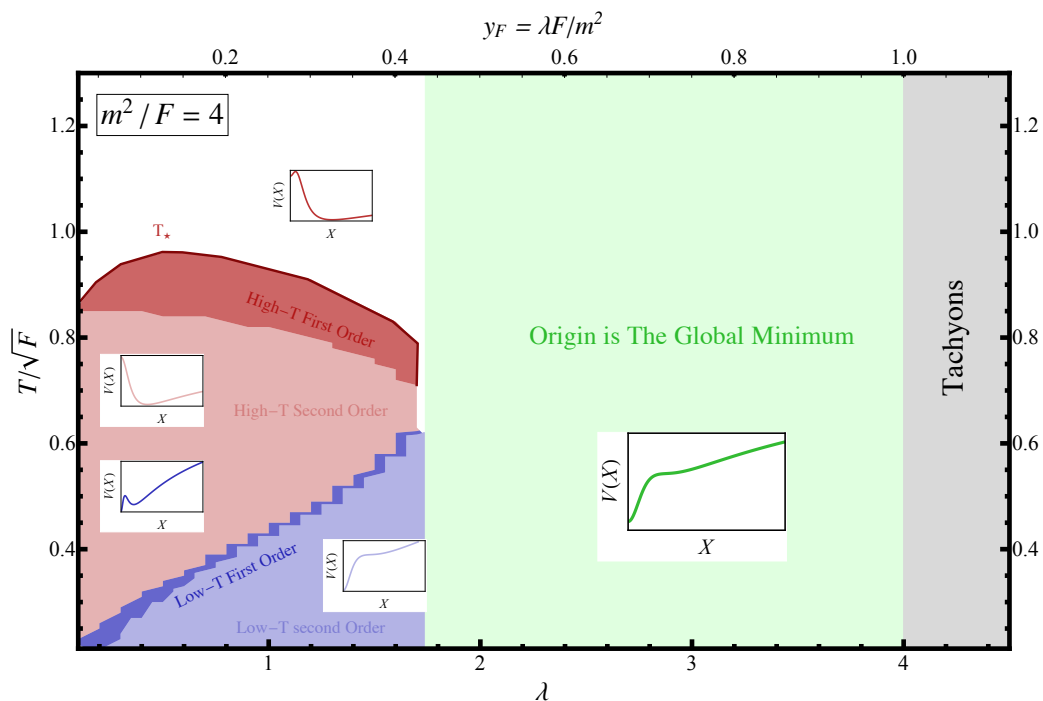 y_F = λF/m²
0.2 0.4 0.6 0.8 1.0
m²/F = 4
1.2 1.2
V(X)
X
1.0 1.0
T⋆
High−T First Order
0.8 0.8
Origin is The Global Minimum
Tachyons
T/√F
V(X)
X
High−T Second Order
0.6 0.6
V(X)
X
V(X)
X
V(X)
X
0.4 0.4
Low−T First Order
Low−T second Order
1 2 3 4
λ